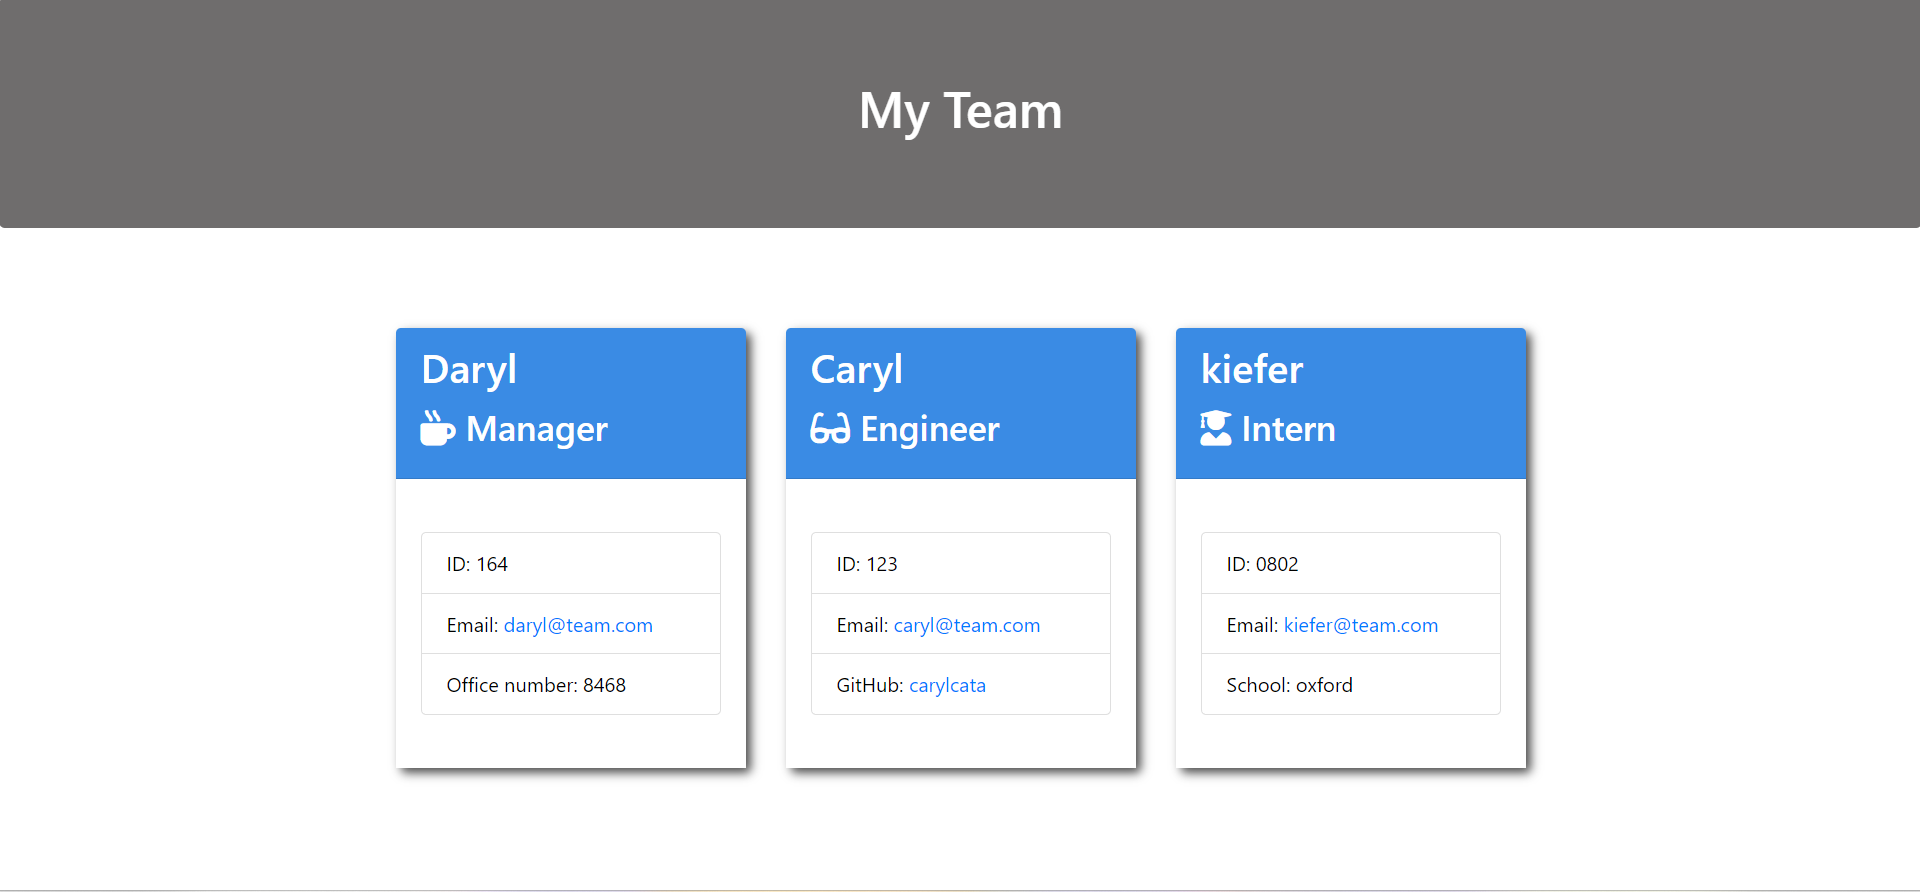 My Team
Daryl
Manager
ID: 164
Email: daryl@team.com
Office number: 8468
Caryl
Engineer
ID: 123
Email: caryl@team.com
GitHub: carylcata
kiefer
Intern
ID: 0802
Email: kiefer@team.com
School: oxford